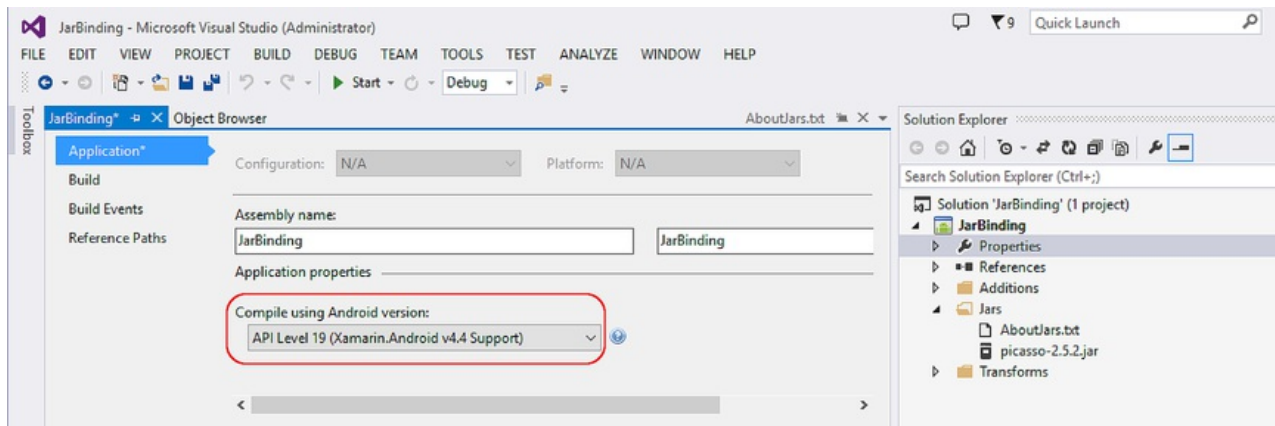 JarBinding - Microsoft Visual Studio (Administrator)
9
Quick Launch
FILE EDIT VIEW PROJECT BUILD DEBUG TEAM TOOLS TEST ANALYZE WINDOW HELP
Start
Debug
Toolbox
JarBinding*
Object Browser
AboutJars.txt
Application*
Build
Build Events
Reference Paths
Configuration: N/A
Platform: N/A
Assembly name:
JarBinding
JarBinding
Application properties
Compile using Android version:
API Level 19 (Xamarin.Android v4.4 Support)
Solution Explorer
Search Solution Explorer (Ctrl+;)
Solution 'JarBinding' (1 project)
JarBinding
Properties
References
Additions
Jars
AboutJars.txt
picasso-2.5.2.jar
Transforms